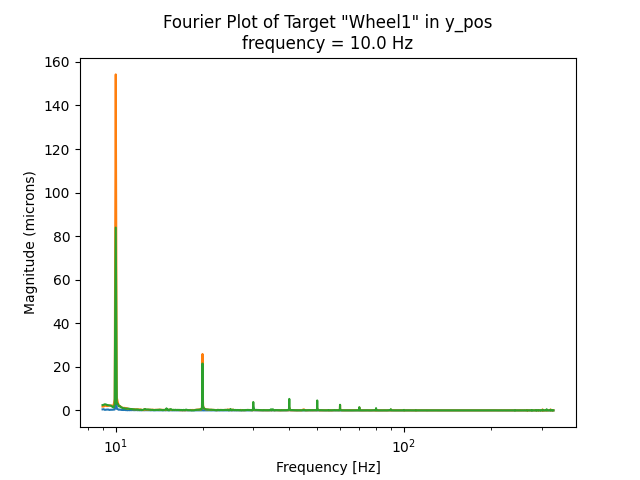 Fourier Plot of Target "Wheel1" in y_pos
frequency = 10.0 Hz
160
140
120
100
80
60
40
20
0
Magnitude (microns)
10¹
10²
Frequency [Hz]